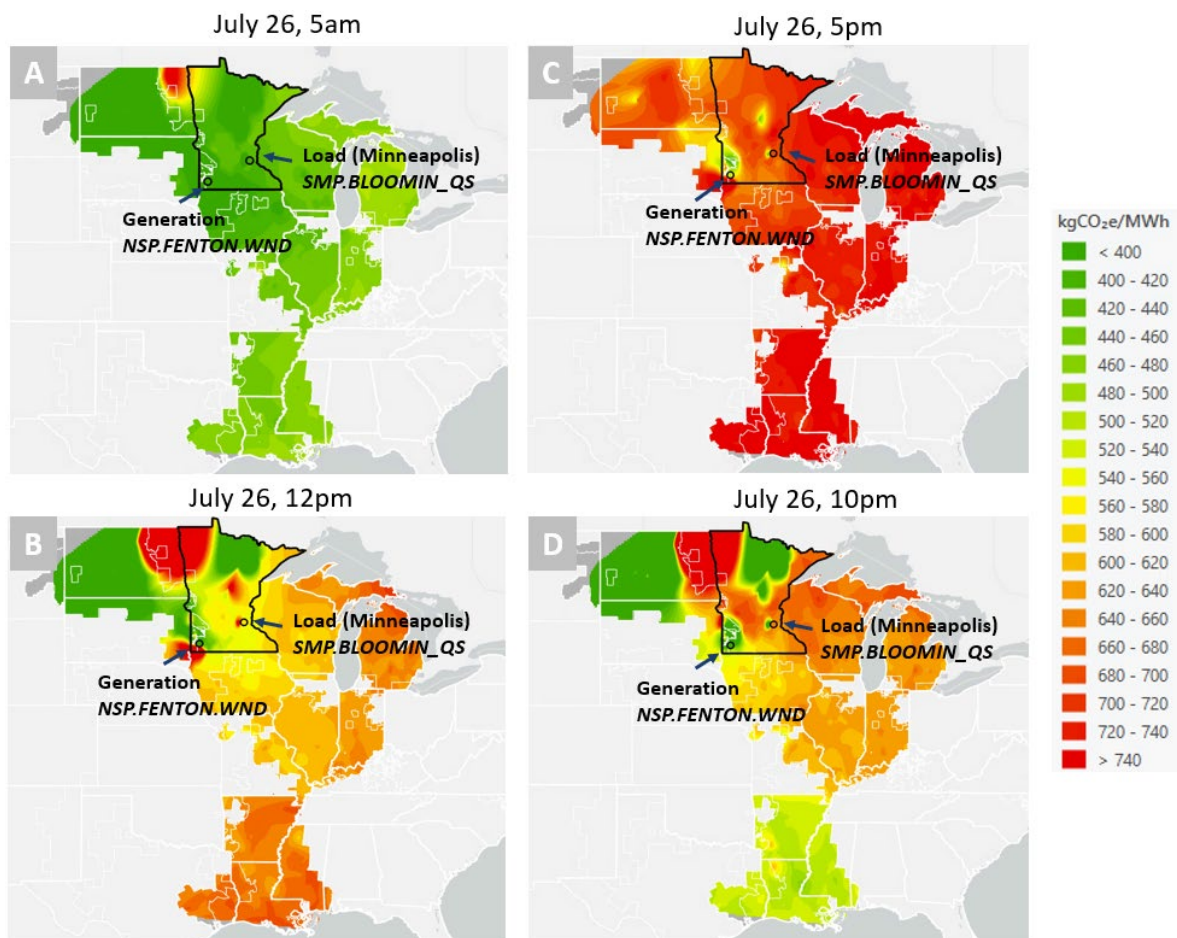 July 26, 5am
A
Load (Minneapolis)
SMP.BLOOMIN_QS
Generation
NSP.FENTON.WND
July 26, 5pm
C
Load (Minneapolis)
SMP.BLOOMIN_QS
Generation
NSP.FENTON.WND
July 26, 12pm
B
Load (Minneapolis)
SMP.BLOOMIN_QS
Generation
NSP.FENTON.WND
July 26, 10pm
D
Load (Minneapolis)
SMP.BLOOMIN_QS
Generation
NSP.FENTON.WND
kgCO₂e/MWh
< 400
400 - 420
420 - 440
440 - 460
460 - 480
480 - 500
500 - 520
520 - 540
540 - 560
560 - 580
580 - 600
600 - 620
620 - 640
640 - 660
660 - 680
680 - 700
700 - 720
720 - 740
> 740